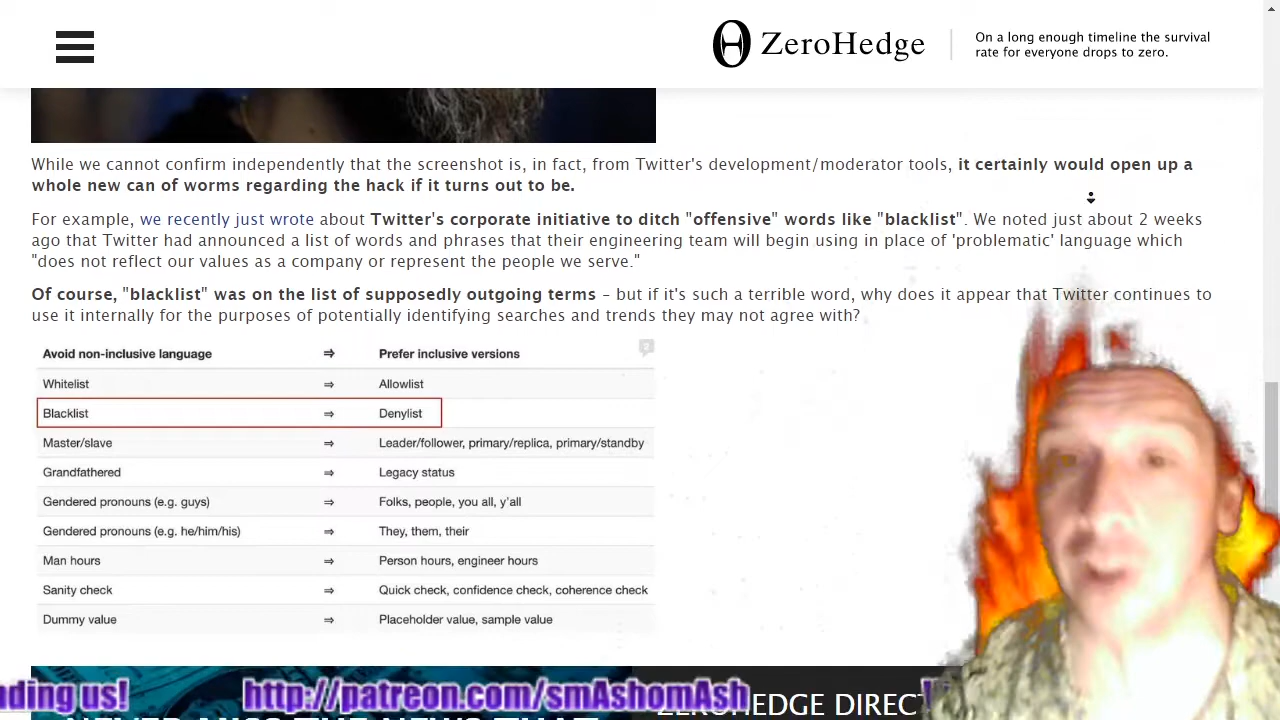 ZeroHedge
On a long enough timeline the survival
rate for everyone drops to zero.
While we cannot confirm independently that the screenshot is, in fact, from Twitter's development/moderator tools, it certainly would open up a
whole new can of worms regarding the hack if it turns out to be.
For example, we recently just wrote about Twitter's corporate initiative to ditch "offensive" words like "blacklist". We noted just about 2 weeks
ago that Twitter had announced a list of words and phrases that their engineering team will begin using in place of 'problematic' language which
"does not reflect our values as a company or represent the people we serve."
Of course, "blacklist" was on the list of supposedly outgoing terms – but if it's such a terrible word, why does it appear that Twitter continues to
use it internally for the purposes of potentially identifying searches and trends they may not agree with?
Avoid non-inclusive language ⇒ Prefer inclusive versions
2
Whitelist ⇒ Allowlist
Blacklist ⇒ Denylist
Master/slave ⇒ Leader/follower, primary/replica, primary/standby
Grandfathered ⇒ Legacy status
Gendered pronouns (e.g. guys) ⇒ Folks, people, you all, y'all
Gendered pronouns (e.g. he/him/his) ⇒ They, them, their
Man hours ⇒ Person hours, engineer hours
Sanity check ⇒ Quick check, confidence check, coherence check
Dummy value ⇒ Placeholder value, sample value
us! http://patreon.com/smAshomAsh
ZEROHEDGE